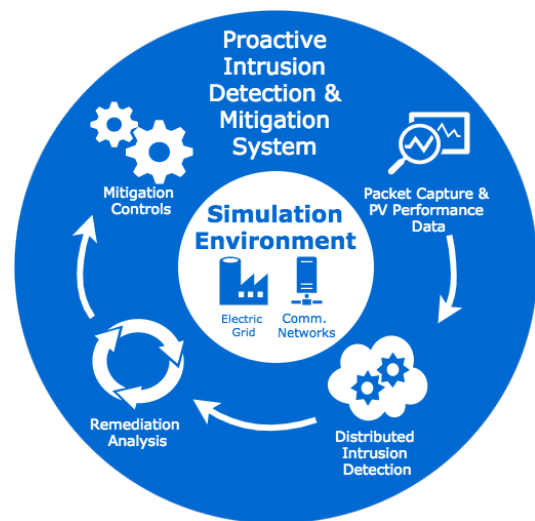 Proactive
Intrusion
Detection &
Mitigation
System
Packet Capture &
PV Performance
Data
Distributed
Intrusion
Detection
Remediation
Analysis
Mitigation
Controls
Simulation
Environment
Electric
Grid
Comm.
Networks